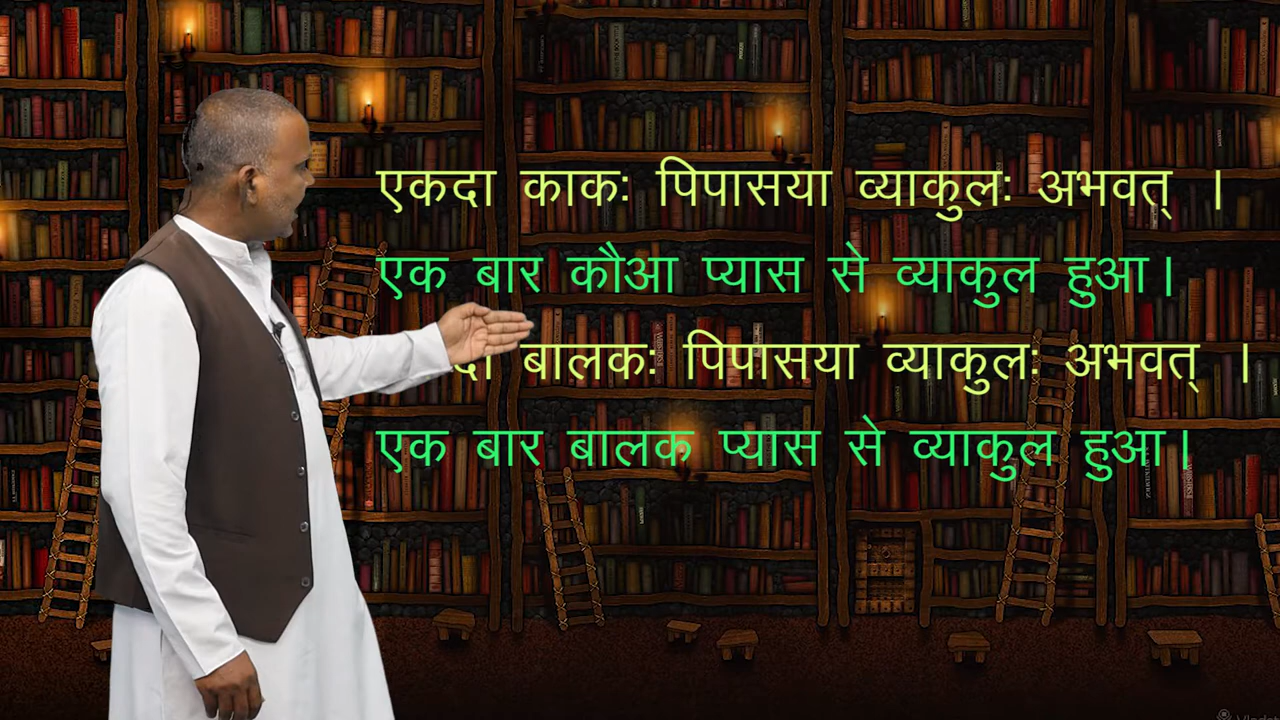 एकदा काकः पिपासया व्याकुलः अभवत् ।
एक बार कौआ प्यास से व्याकुल हुआ।
बालकः पिपासया व्याकुलः अभवत् ।
एक बार बालक प्यास से व्याकुल हुआ।